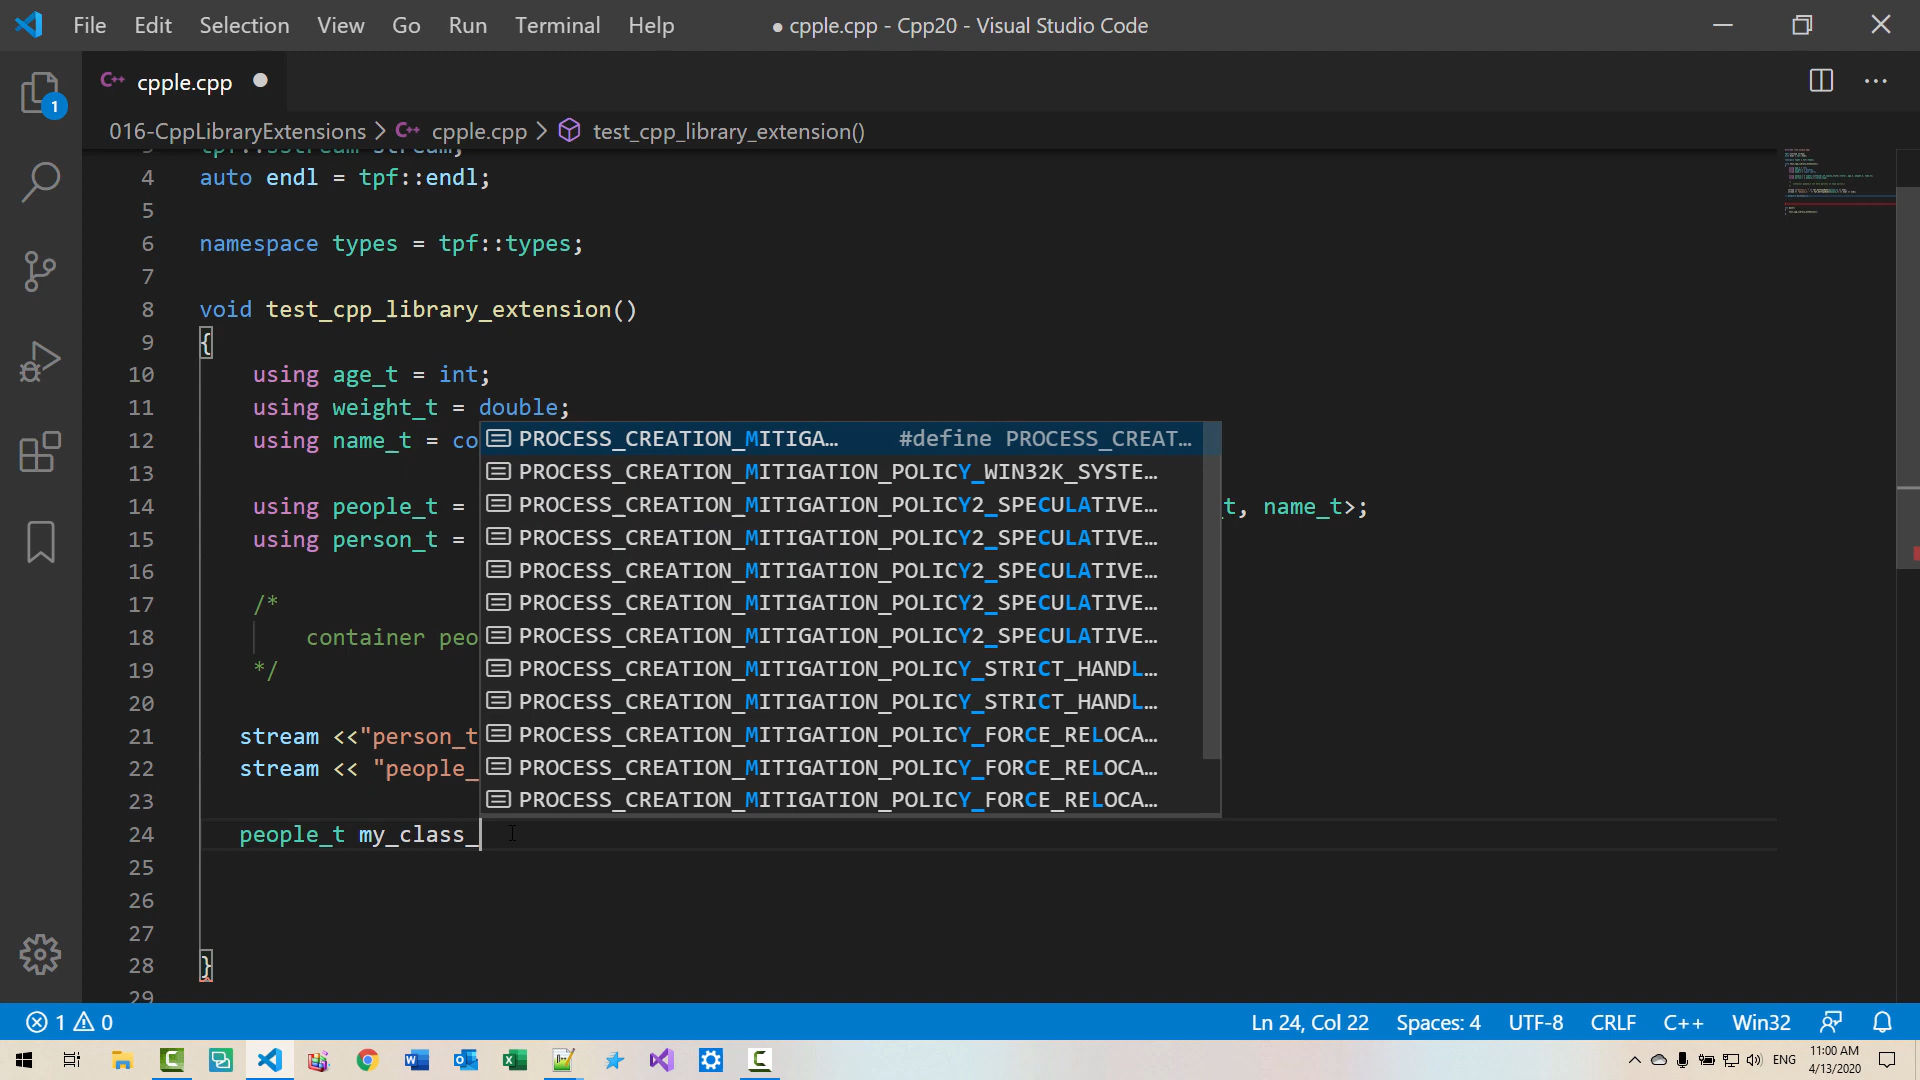 File Edit Selection View Go Run Terminal Help ● cpple.cpp - Cpp20 - Visual Studio Code
C++ cpple.cpp
016-CppLibraryExtensions > C++ cpple.cpp > test_cpp_library_extension()
4 auto endl = tpf::endl;
5
6 namespace types = tpf::types;
7
8 void test_cpp_library_extension()
9 {
10 using age_t = int;
11 using weight_t = double;
12 using name_t = co
PROCESS_CREATION_MITIGA… #define PROCESS_CREAT…
PROCESS_CREATION_MITIGATION_POLICY_WIN32K_SYSTE…
13
PROCESS_CREATION_MITIGATION_POLICY2_SPECULATIVE…
14 using people_t = t, name_t>;
PROCESS_CREATION_MITIGATION_POLICY2_SPECULATIVE…
15 using person_t =
PROCESS_CREATION_MITIGATION_POLICY2_SPECULATIVE…
16
PROCESS_CREATION_MITIGATION_POLICY2_SPECULATIVE…
17 /*
PROCESS_CREATION_MITIGATION_POLICY2_SPECULATIVE…
18 container peo
PROCESS_CREATION_MITIGATION_POLICY_STRICT_HANDL…
19 */
PROCESS_CREATION_MITIGATION_POLICY_STRICT_HANDL…
20
PROCESS_CREATION_MITIGATION_POLICY_FORCE_RELOCA…
21 stream <<"person_t
PROCESS_CREATION_MITIGATION_POLICY_FORCE_RELOCA…
22 stream << "people_
PROCESS_CREATION_MITIGATION_POLICY_FORCE_RELOCA…
23
24 people_t my_class_
25
26
27
28 }
29
1 0 Ln 24, Col 22 Spaces: 4 UTF-8 CRLF C++ Win32
ENG 11:00 AM
4/13/2020